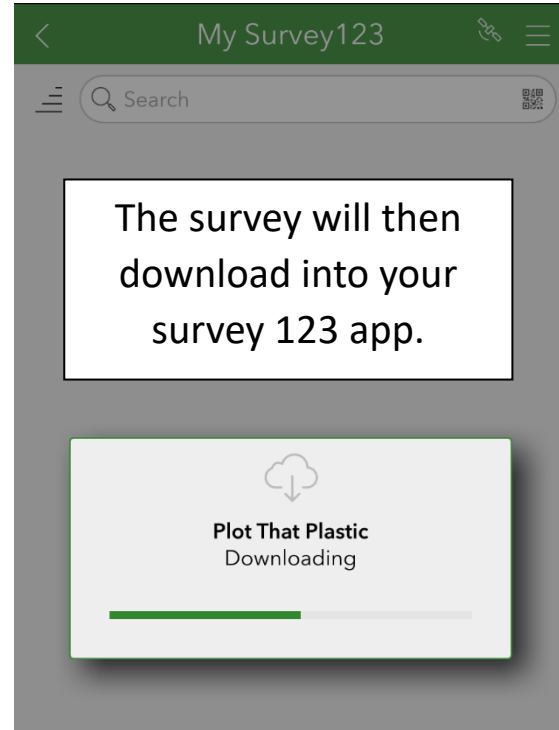 My Survey123
Search
The survey will then
download into your
survey 123 app.
Plot That Plastic
Downloading